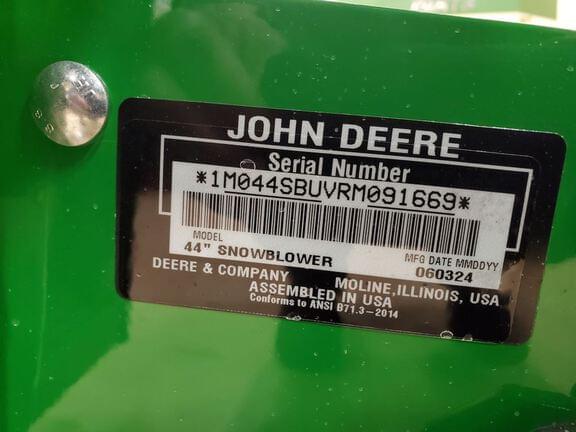 JOHN DEERE
Serial Number
*1M044SBUVRM091669*
MODEL
44" SNOWBLOWER
MFG DATE MMDDYY
060324
DEERE & COMPANY
MOLINE, ILLINOIS, USA
ASSEMBLED IN USA
Conforms to ANSI B71.3-2014